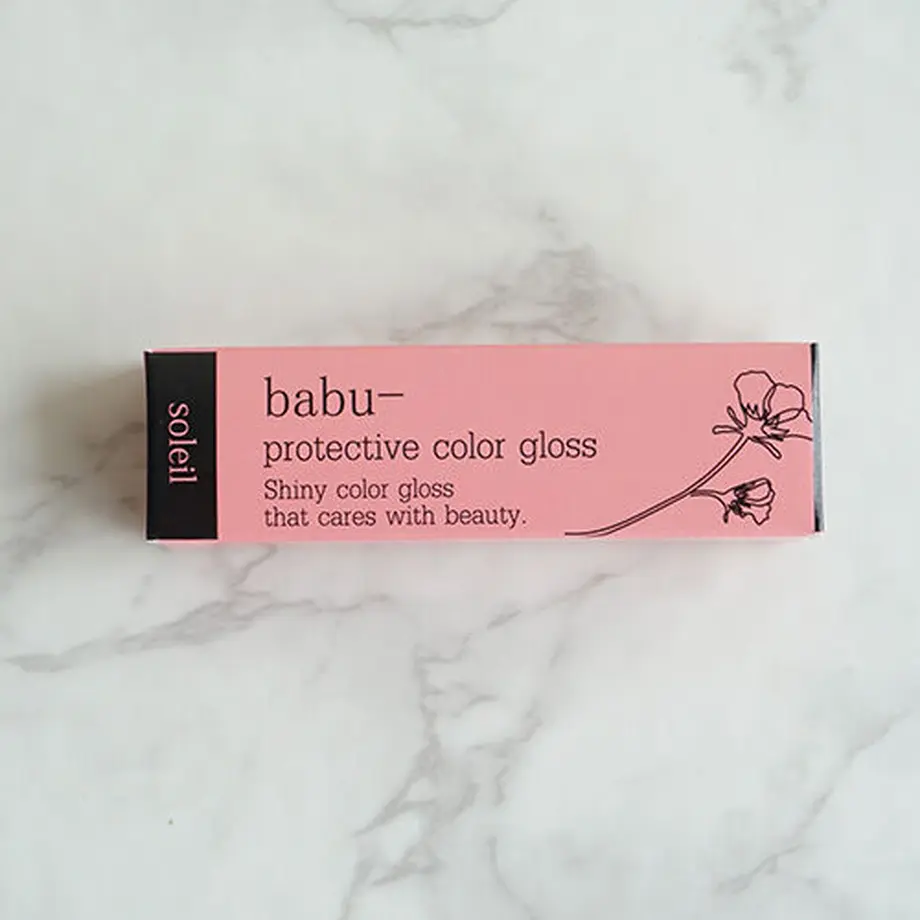 soleil
babu–
protective color gloss
Shiny color gloss
that cares with beauty.